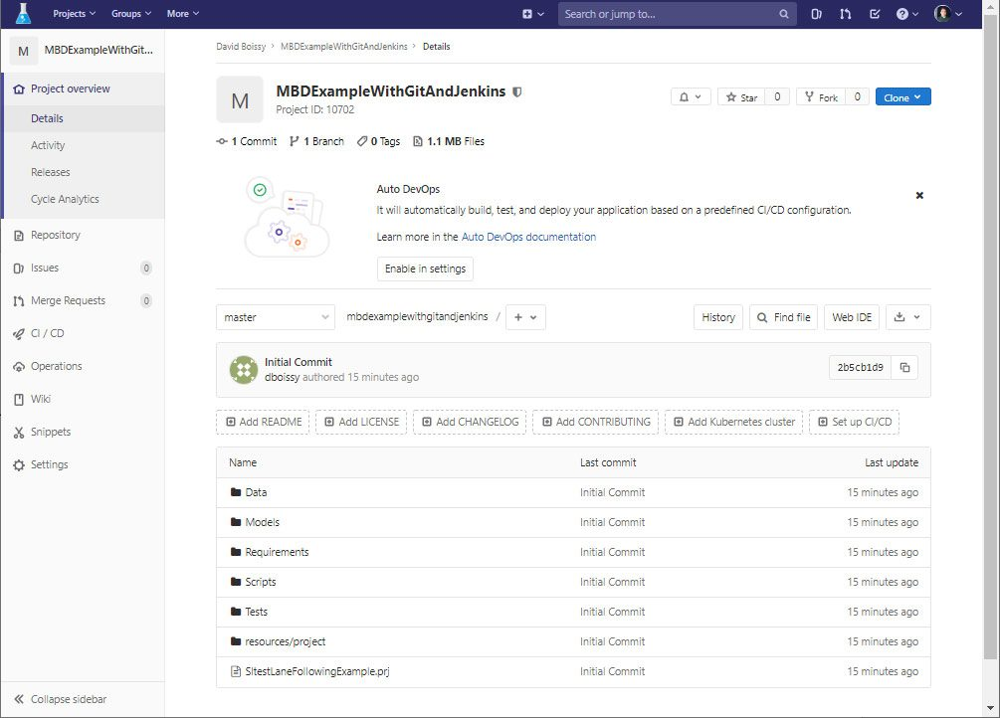 Projects Groups More Search or jump to...
M MBDExampleWithGit...
Project overview
Details
Activity
Releases
Cycle Analytics
Repository
Issues 0
Merge Requests 0
CI / CD
Operations
Wiki
Snippets
Settings
Collapse sidebar
David Boissy > MBDExampleWithGitAndJenkins > Details
M
MBDExampleWithGitAndJenkins
Project ID: 10702
Star 0 Fork 0 Clone
1 Commit 1 Branch 0 Tags 1.1 MB Files
Auto DevOps
It will automatically build, test, and deploy your application based on a predefined CI/CD configuration.
Learn more in the Auto DevOps documentation
Enable in settings
master mbdexamplewithgitandjenkins / + History Find file Web IDE
Initial Commit
dboissy authored 15 minutes ago
2b5cb1d9
Add README Add LICENSE Add CHANGELOG Add CONTRIBUTING Add Kubernetes cluster Set up CI/CD
Name Last commit Last update
Data Initial Commit 15 minutes ago
Models Initial Commit 15 minutes ago
Requirements Initial Commit 15 minutes ago
Scripts Initial Commit 15 minutes ago
Tests Initial Commit 15 minutes ago
resources/project Initial Commit 15 minutes ago
SltestLaneFollowingExample.prj Initial Commit 15 minutes ago